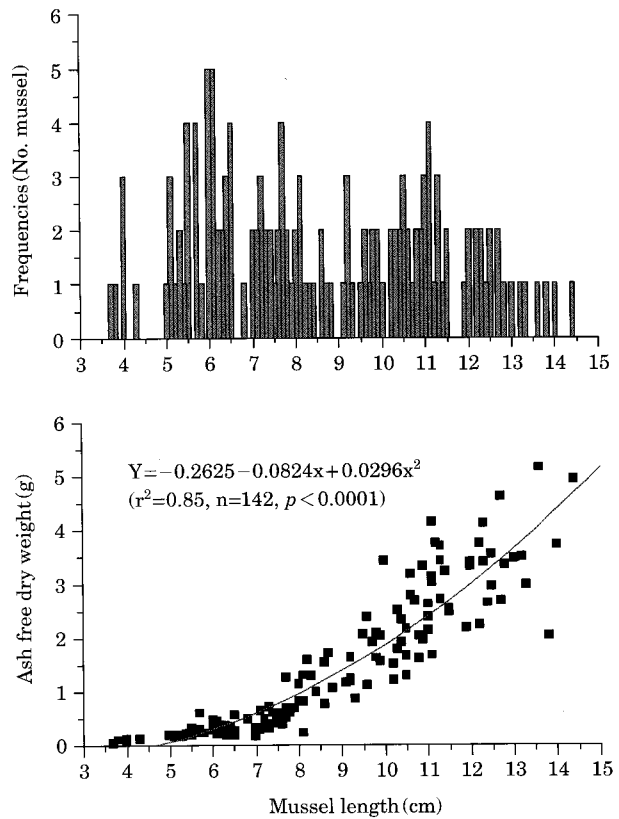 Frequencies (No. mussel)
6
5
4
3
2
1
0
3 4 5 6 7 8 9 10 11 12 13 14 15
Ash free dry weight (g)
6
5
4
3
2
1
0
Y=−0.2625−0.0824x+0.0296x²
(r²=0.85, n=142, p<0.0001)
3 4 5 6 7 8 9 10 11 12 13 14 15
Mussel length (cm)